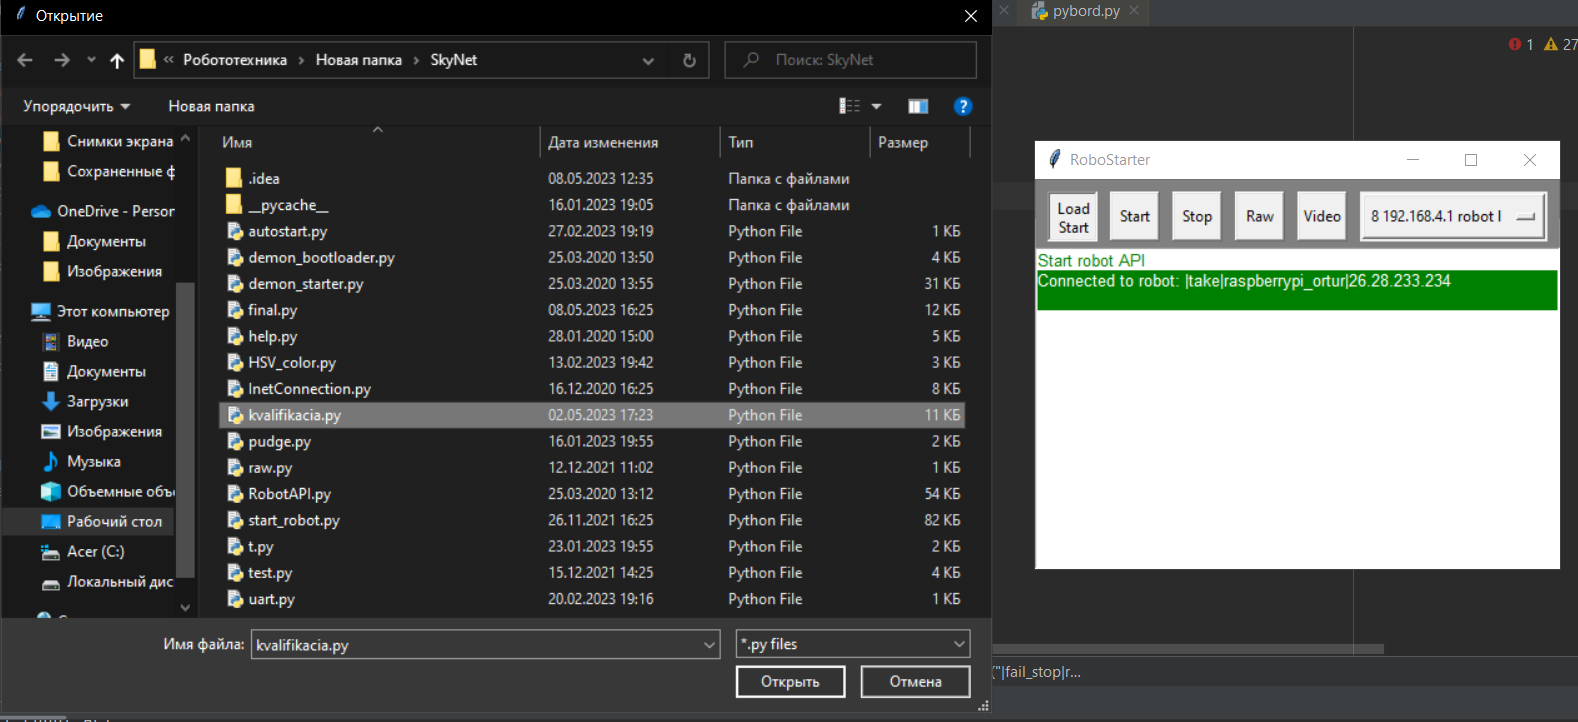 Открытие
« Робототехника › Новая папка › SkyNet
Поиск: SkyNet
Упорядочить
Новая папка
Снимки экрана
Сохраненные ф
OneDrive - Person
Документы
Изображения
Этот компьютер
Видео
Документы
Загрузки
Изображения
Музыка
Объемные объ
Рабочий стол
Acer (C:)
Локальный дис
Имя Дата изменения Тип Размер
.idea 08.05.2023 12:35 Папка с файлами
__pycache__ 16.01.2023 19:05 Папка с файлами
autostart.py 27.02.2023 19:19 Python File 1 КБ
demon_bootloader.py 25.03.2020 13:50 Python File 4 КБ
demon_starter.py 25.03.2020 13:55 Python File 31 КБ
final.py 08.05.2023 16:25 Python File 12 КБ
help.py 28.01.2020 15:00 Python File 5 КБ
HSV_color.py 13.02.2023 19:42 Python File 3 КБ
InetConnection.py 16.12.2020 16:25 Python File 8 КБ
kvalifikacia.py 02.05.2023 17:23 Python File 11 КБ
pudge.py 16.01.2023 19:55 Python File 2 КБ
raw.py 12.12.2021 11:02 Python File 1 КБ
RobotAPI.py 25.03.2020 13:12 Python File 54 КБ
start_robot.py 26.11.2021 16:25 Python File 82 КБ
t.py 23.01.2023 19:55 Python File 2 КБ
test.py 15.12.2021 14:25 Python File 4 КБ
uart.py 20.02.2023 19:16 Python File 1 КБ
Имя файла: kvalifikacia.py
*.py files
Открыть
Отмена
pybord.py
1 27
RoboStarter
Load
Start
Start
Stop
Raw
Video
8 192.168.4.1 robot I
Start robot API
Connected to robot: |take|raspberrypi_ortur|26.28.233.234
("|fail_stop|r...